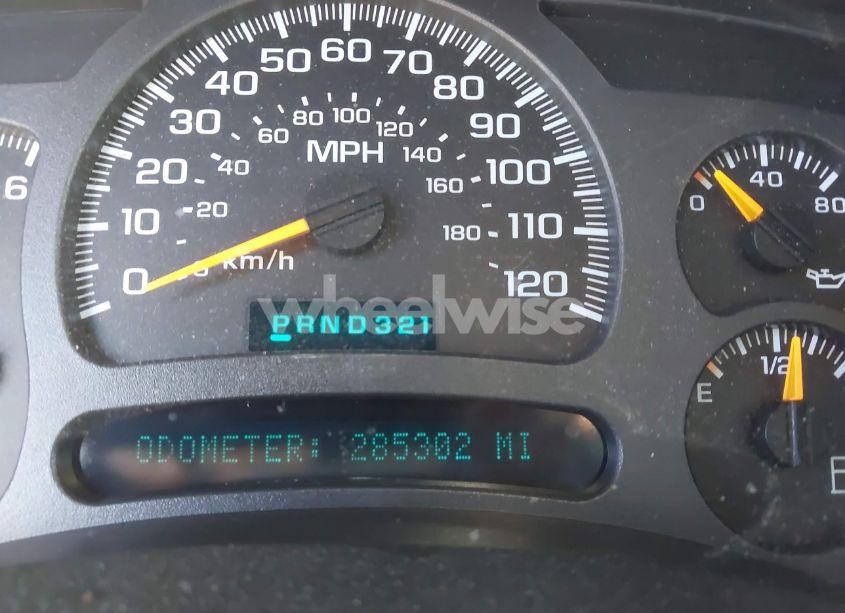 60
50 70
40 80
30 80 100 120 90
60 140
20 MPH 100
40 160
10 20 180 110
0 km/h 120
6
0 40 80
wheelwise
PRND321
E 1/2
ODOMETER: 285302 MI